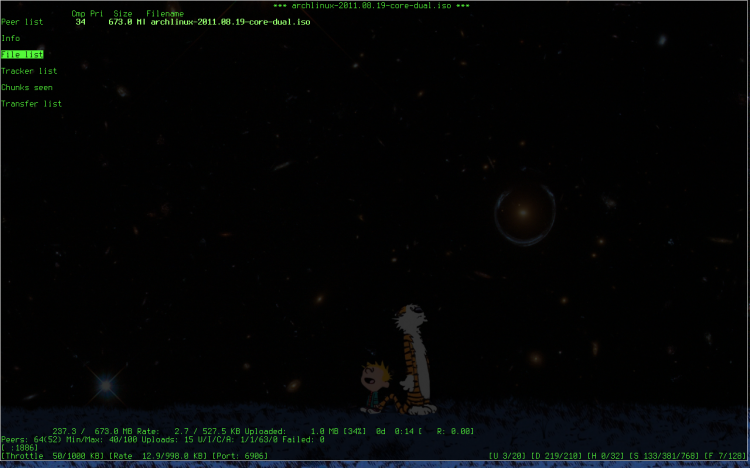 *** archlinux-2011.08.19-core-dual.iso ***
Cmp Pri Size Filename
Peer list 34 673.0 M archlinux-2011.08.19-core-dual.iso
Info
File list
Tracker list
Chunks seen
Transfer list
237.3 / 673.0 MB Rate: 2.7 / 527.5 KB Uploaded: 1.0 MB [34%] 0d 0:14 [ R: 0.00]
Peers: 64(52) Min/Max: 40/100 Uploads: 15 U/I/C/A: 1/1/63/0 Failed: 0
[ :1886]
[Throttle 50/1000 KB] [Rate 12.9/998.0 KB] [Port: 6906] [U 3/20] [D 219/210] [H 0/32] [S 133/381/768] [F 7/128]